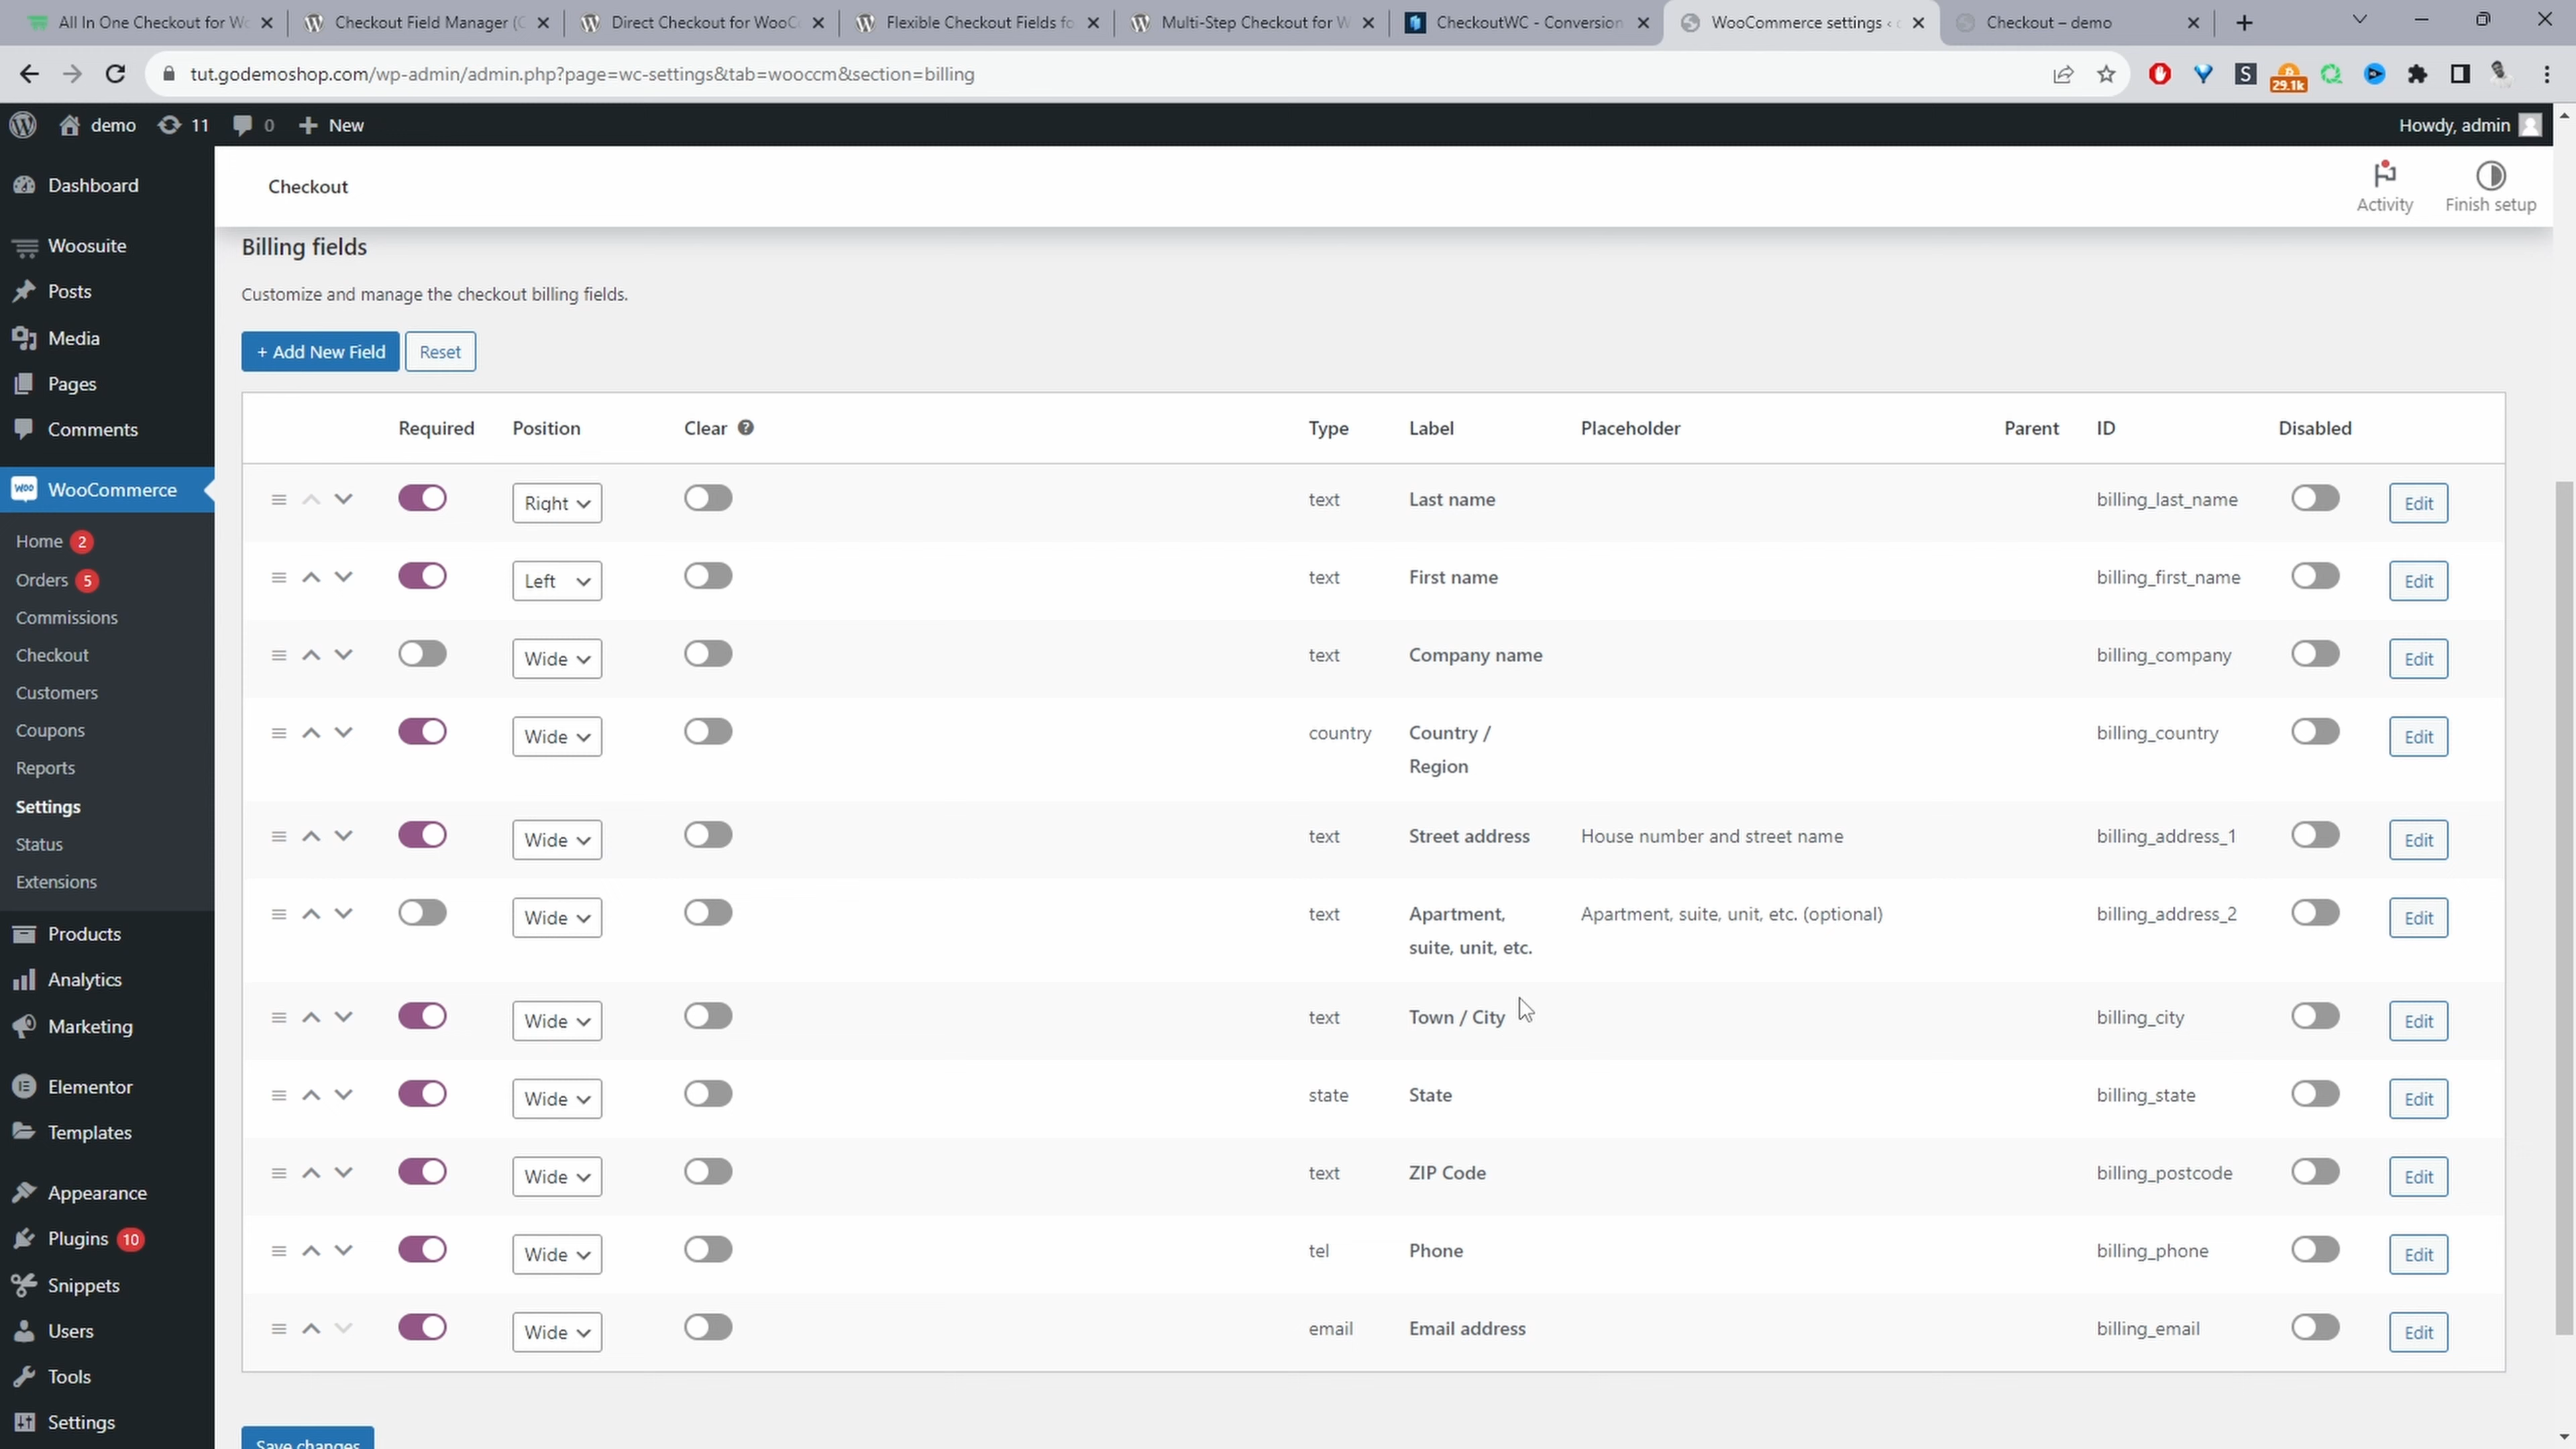 All In One Checkout for Wo
Checkout Field Manager (C
Direct Checkout for WooCo
Flexible Checkout Fields fo
Multi-Step Checkout for W
CheckoutWC - Conversion
WooCommerce settings ‹
Checkout – demo
tut.godemoshop.com/wp-admin/admin.php?page=wc-settings&tab=wooccm&section=billing
29.1k
demo 11 0 New
Howdy, admin
Dashboard
Woosuite
Posts
Media
Pages
Comments
WooCommerce
Home 2
Orders 5
Commissions
Checkout
Customers
Coupons
Reports
Settings
Status
Extensions
Products
Analytics
Marketing
Elementor
Templates
Appearance
Plugins 10
Snippets
Users
Tools
Settings
Checkout
Activity
Finish setup
Billing fields
Customize and manage the checkout billing fields.
+ Add New Field Reset
Required Position Clear ? Type Label Placeholder Parent ID Disabled
Right text Last name billing_last_name Edit
Left text First name billing_first_name Edit
Wide text Company name billing_company Edit
Wide country Country / billing_country Edit
Region
Wide text Street address House number and street name billing_address_1 Edit
Wide text Apartment, Apartment, suite, unit, etc. (optional) billing_address_2 Edit
suite, unit, etc.
Wide text Town / City billing_city Edit
Wide state State billing_state Edit
Wide text ZIP Code billing_postcode Edit
Wide tel Phone billing_phone Edit
Wide email Email address billing_email Edit
Save changes